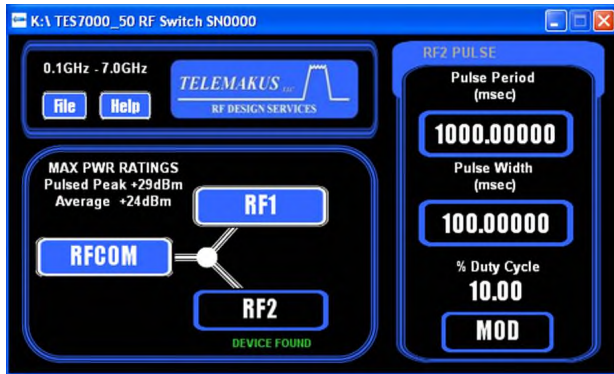 K:\ TES7000_50 RF Switch SN0000
0.1GHz - 7.0GHz
File
Help
TELEMAKUS LLC
RF DESIGN SERVICES
MAX PWR RATINGS
Pulsed Peak +29dBm
Average +24dBm
RF1
RFCOM
RF2
DEVICE FOUND
RF2 PULSE
Pulse Period
(msec)
1000.00000
Pulse Width
(msec)
100.00000
% Duty Cycle
10.00
MOD